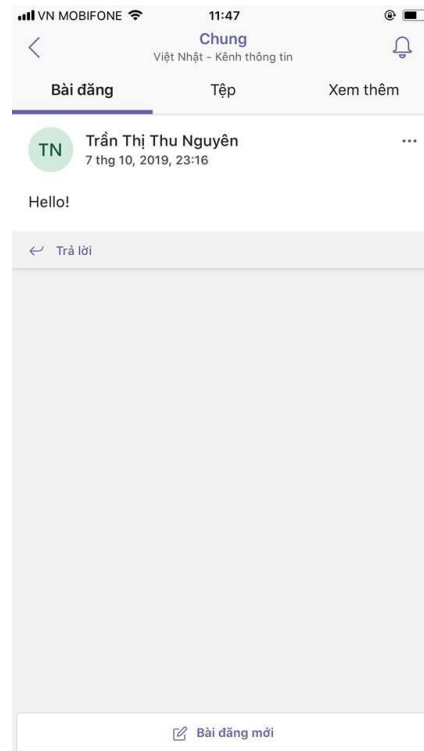 VN MOBIFONE 11:47
Chung
Việt Nhật - Kênh thông tin
Bài đăng Tệp Xem thêm
TN Trần Thị Thu Nguyên
7 thg 10, 2019, 23:16
Hello!
Trả lời
Bài đăng mới